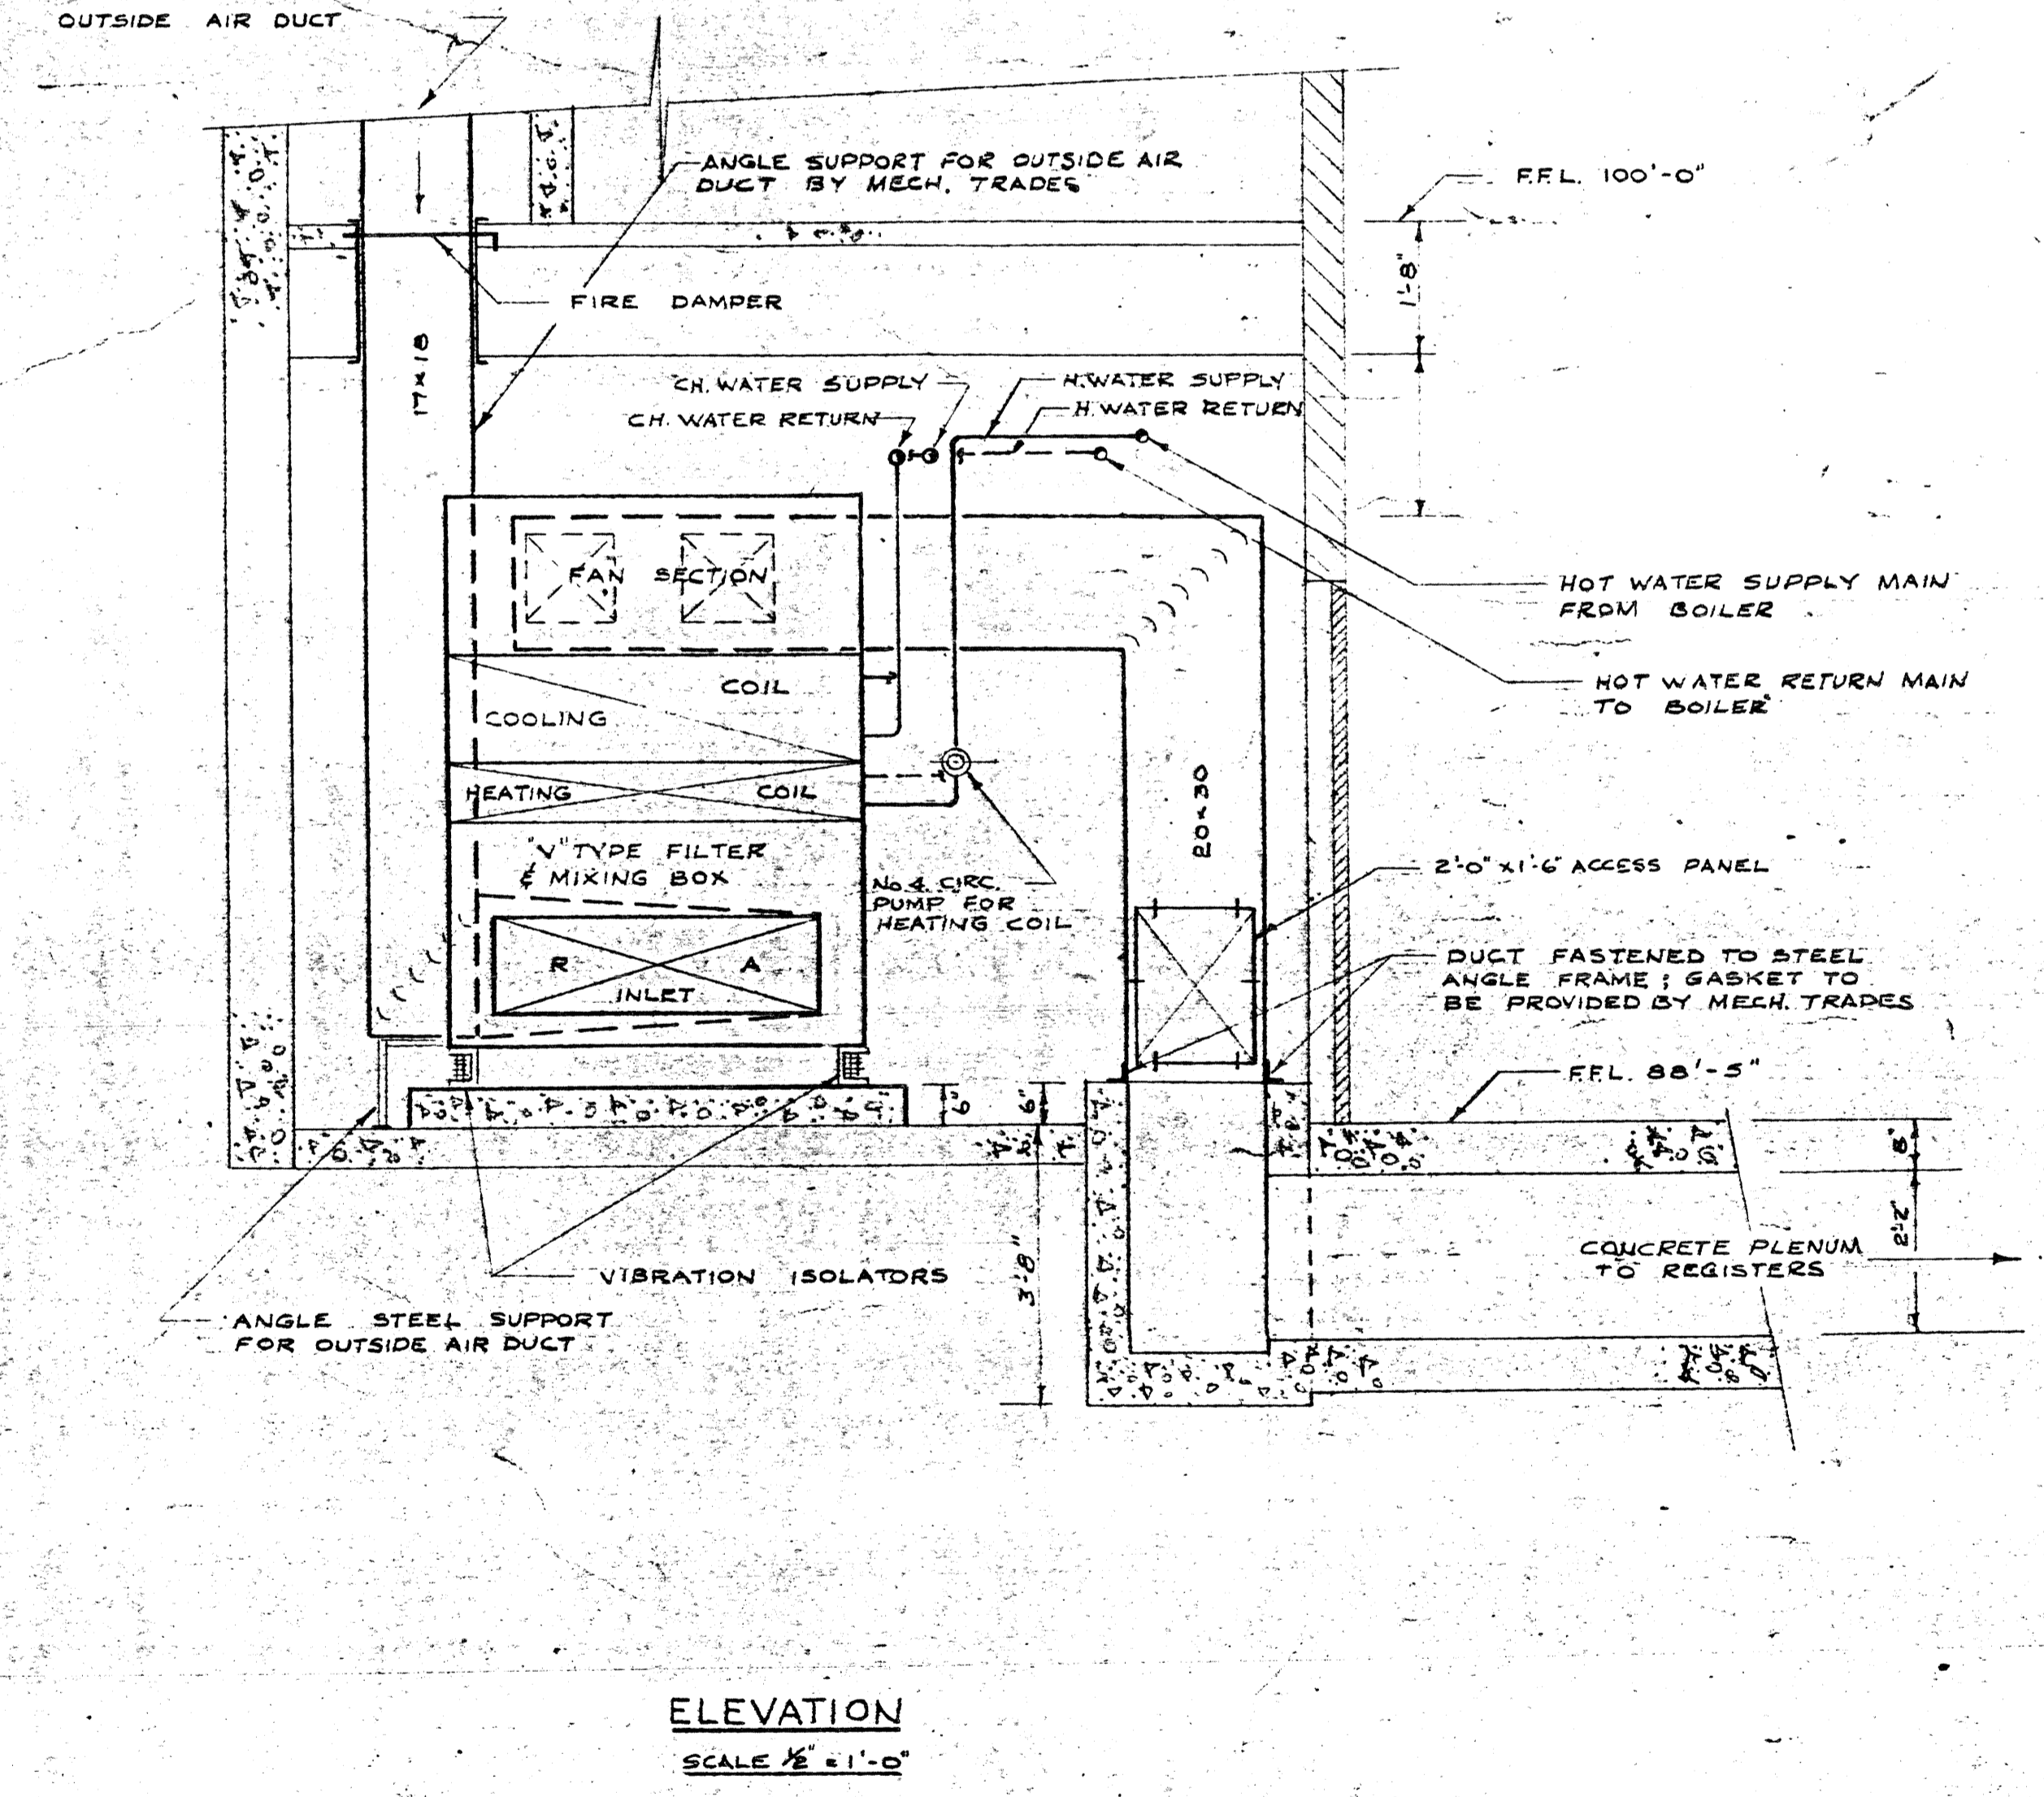 OUTSIDE AIR DUCT
ANGLE SUPPORT FOR OUTSIDE AIR
DUCT BY MECH. TRADES
F.F.L. 100'-0"
1'-8"
FIRE DAMPER
17x18
CH. WATER SUPPLY
H.WATER SUPPLY
CH. WATER RETURN
H.WATER RETURN
FAN SECTION
HOT WATER SUPPLY MAIN
FROM BOILER
COIL
COOLING
HOT WATER RETURN MAIN
TO BOILER
HEATING COIL
20x30
"V" TYPE FILTER
& MIXING BOX
No 4 CIRC.
PUMP FOR
HEATING COIL
2'-0" x 1'-6" ACCESS PANEL
R A
INLET
DUCT FASTENED TO STEEL
ANGLE FRAME ; GASKET TO
BE PROVIDED BY MECH. TRADES
F.F.L. 88'-5"
6"
6"
8"
3'-8"
2'-2"
CONCRETE PLENUM
TO REGISTERS
VIBRATION ISOLATORS
ANGLE STEEL SUPPORT
FOR OUTSIDE AIR DUCT
ELEVATION
SCALE 1/2" = 1'-0"